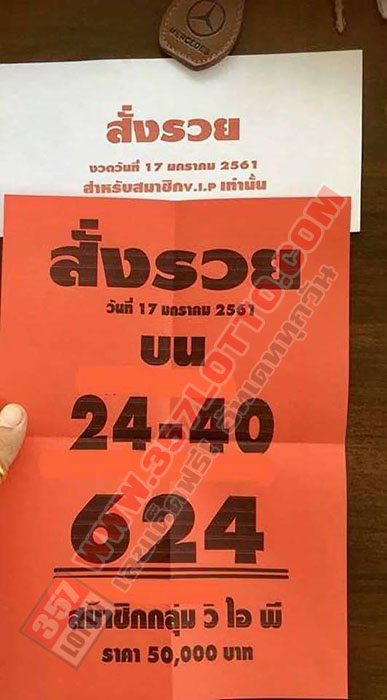 MERCEDES
สั่งรวย
งวดวันที่ 17 มกราคม 2561
สำหรับสมาชิกV.I.P เท่านั้น
สั่งรวย
วันที่ 17 มกราคม 2561
บน
24-40
624
สมาชิกกลุ่ม วี ไอ พี
ราคา 50,000 บาท
357
LOTTO
WWW.357LOTTO.COM